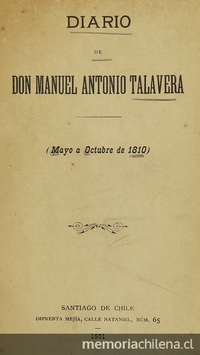 DIARIO
DE
DON MANUEL ANTONIO TALAVERA
(Mayo a Octubre de 1810)
SANTIAGO DE CHILE
IMPRENTA MEJÍA, CALLE NATANIEL, NÚM. 65
1901
memoriachilena.cl